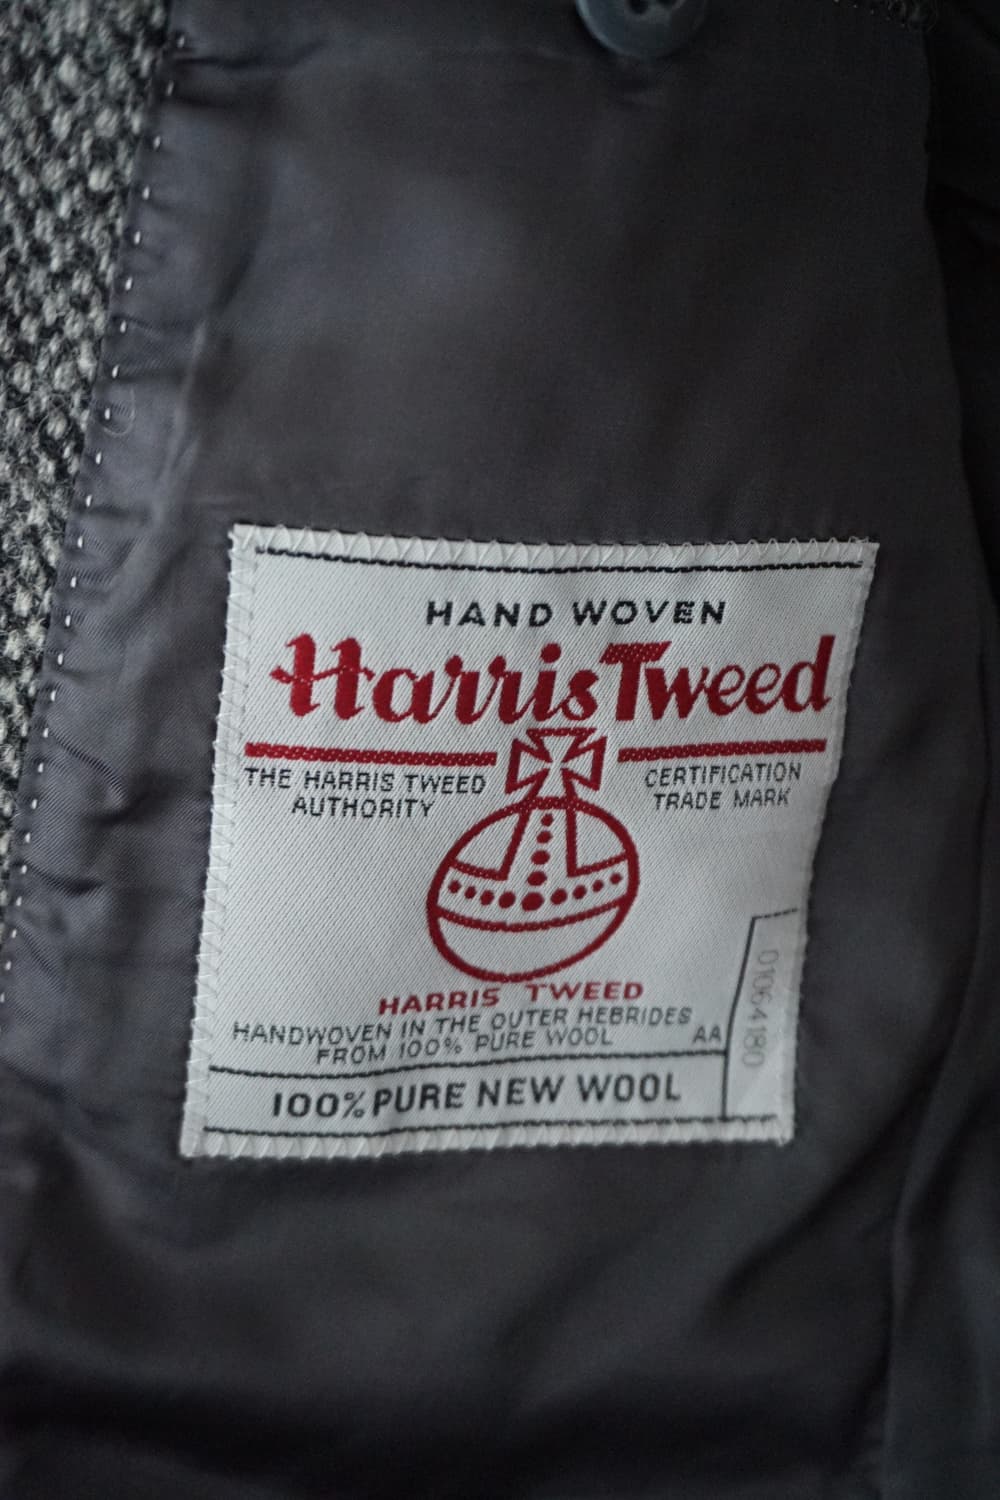 HAND WOVEN
Harris Tweed
THE HARRIS TWEED
AUTHORITY
CERTIFICATION
TRADE MARK
HARRIS TWEED
HANDWOVEN IN THE OUTER HEBRIDES
FROM 100% PURE WOOL
AA
100% PURE NEW WOOL
01064180